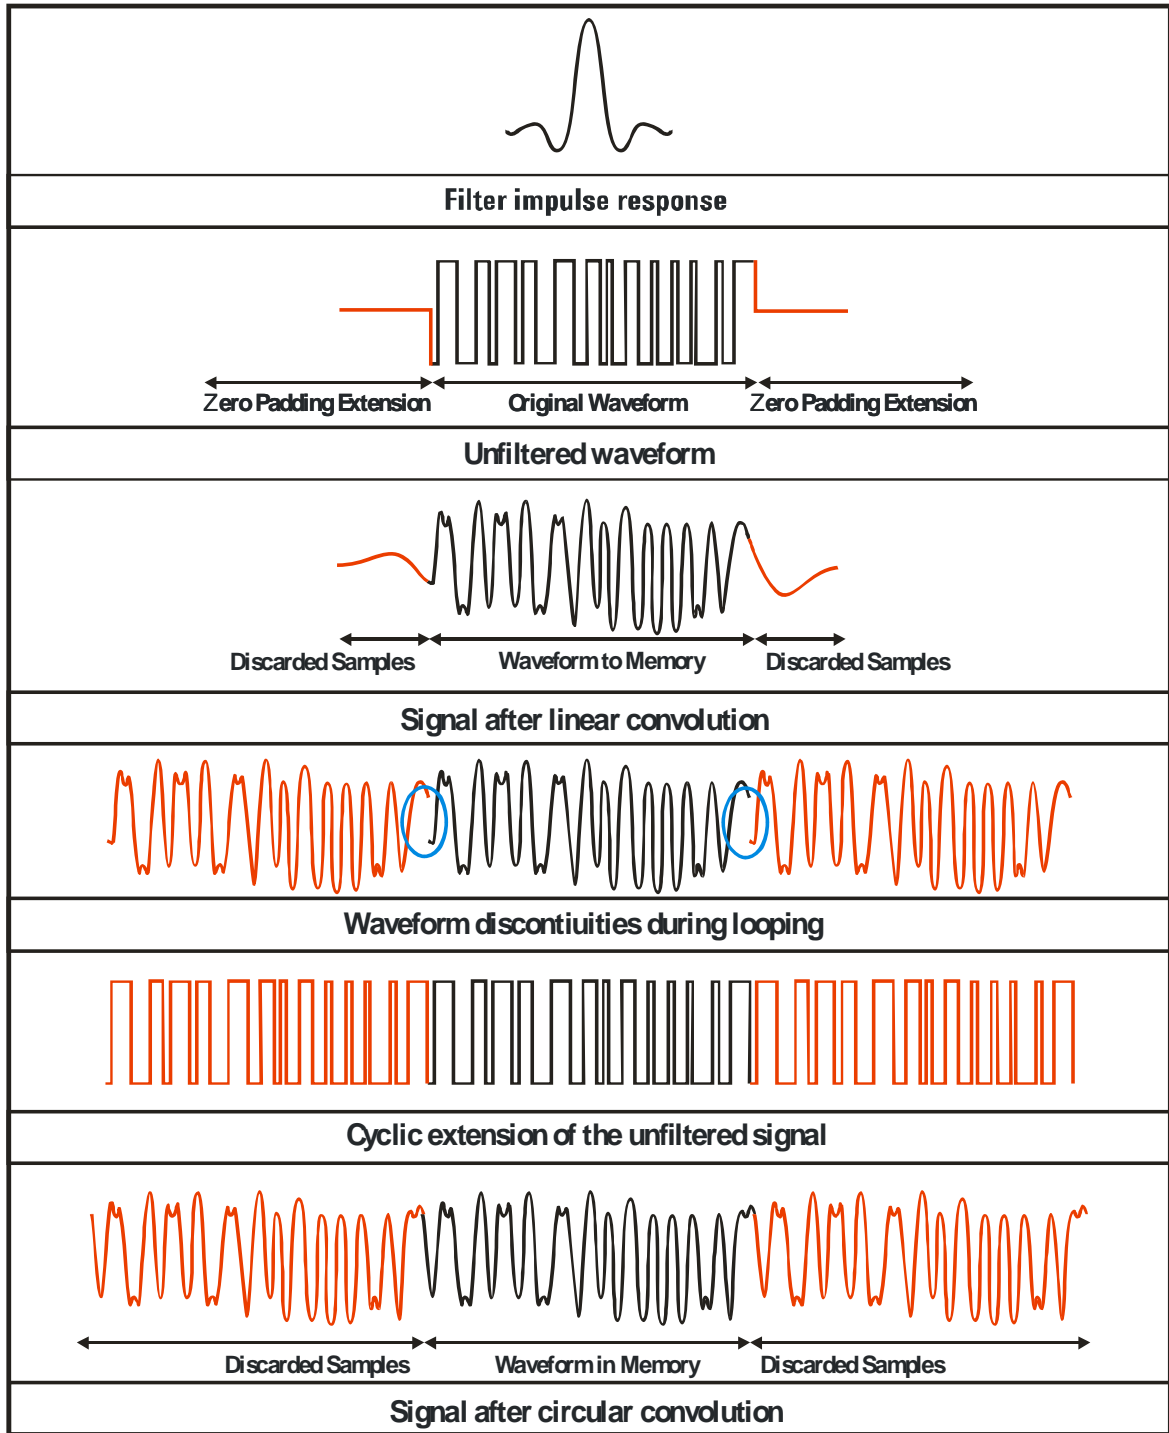 Filter impulse response
Zero Padding Extension Original Waveform Zero Padding Extension
Unfiltered waveform
Discarded Samples Waveform to Memory Discarded Samples
Signal after linear convolution
Waveform discontiuities during looping
Cyclic extension of the unfiltered signal
Discarded Samples Waveform in Memory Discarded Samples
Signal after circular convolution